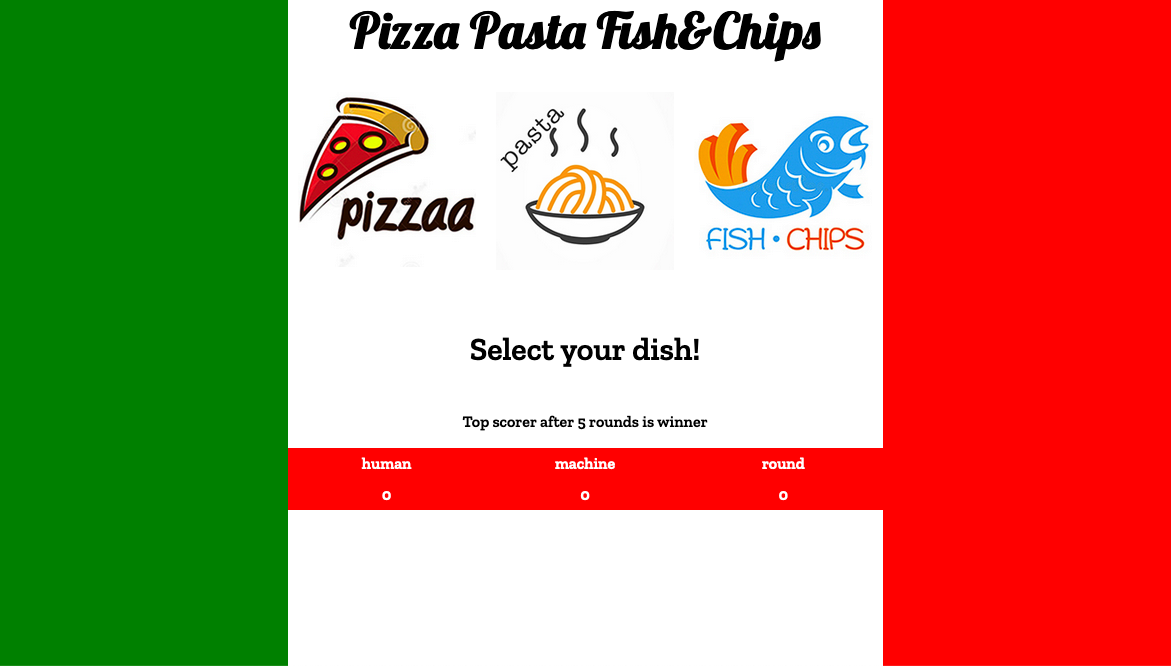 Pizza Pasta Fish&Chips
pizzaa
pasta
FISH • CHIPS
Select your dish!
Top scorer after 5 rounds is winner
human machine round
0 0 0